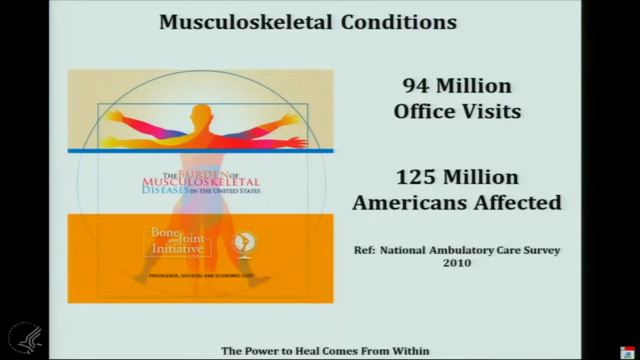 Musculoskeletal Conditions
94 Million
Office Visits
THE BURDEN OF
MUSCULOSKELETAL
DISEASES IN THE UNITED STATES
125 Million
Americans Affected
Bone
and Joint
Initiative
USA
PREVALENCE, SOCIETAL AND ECONOMIC COST
Ref: National Ambulatory Care Survey
2010
The Power to Heal Comes From Within